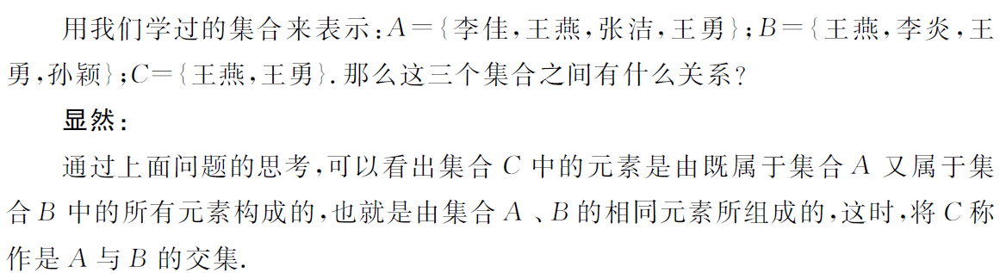 用我们学过的集合来表示:A={李佳,王燕,张洁,王勇};B={王燕,李炎,王
勇,孙颖};C={王燕,王勇}.那么这三个集合之间有什么关系?
显然:
通过上面问题的思考,可以看出集合 C 中的元素是由既属于集合 A 又属于集
合 B 中的所有元素构成的,也就是由集合 A 、B 的相同元素所组成的,这时,将 C 称
作是 A 与 B 的交集.